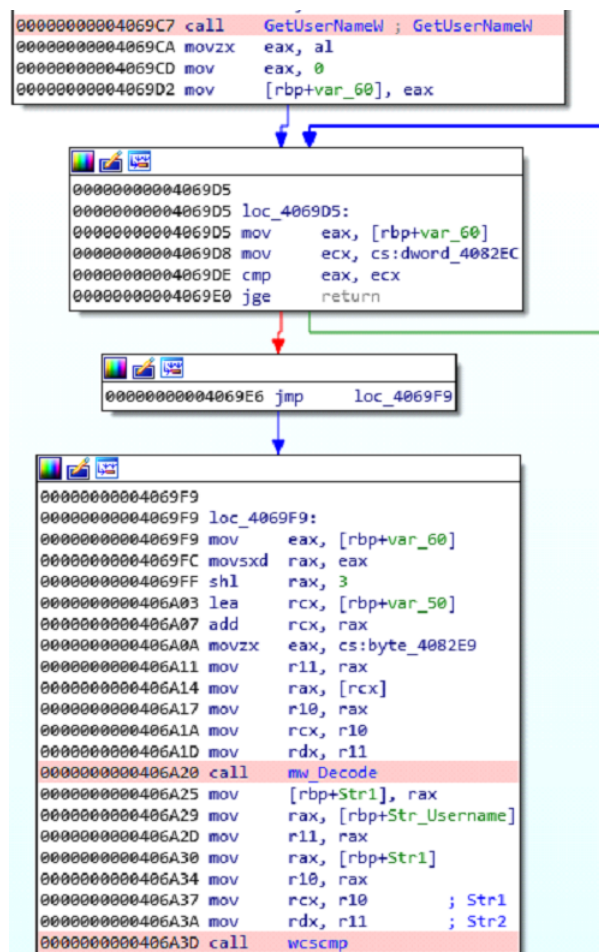 00000000004069C7 call    GetUserNameW ; GetUserNameW
00000000004069CA movzx   eax, al
00000000004069CD mov     eax, 0
00000000004069D2 mov     [rbp+var_60], eax
00000000004069D5
00000000004069D5 loc_4069D5:
00000000004069D5 mov     eax, [rbp+var_60]
00000000004069D8 mov     ecx, cs:dword_4082EC
00000000004069DE cmp     eax, ecx
00000000004069E0 jge     return
00000000004069E6 jmp     loc_4069F9
00000000004069F9
00000000004069F9 loc_4069F9:
00000000004069F9 mov     eax, [rbp+var_60]
00000000004069FC movsxd  rax, eax
00000000004069FF shl     rax, 3
0000000000406A03 lea     rcx, [rbp+var_50]
0000000000406A07 add     rcx, rax
0000000000406A0A movzx   eax, cs:byte_4082E9
0000000000406A11 mov     r11, rax
0000000000406A14 mov     rax, [rcx]
0000000000406A17 mov     r10, rax
0000000000406A1A mov     rcx, r10
0000000000406A1D mov     rdx, r11
0000000000406A20 call    mw_Decode
0000000000406A25 mov     [rbp+Str1], rax
0000000000406A29 mov     rax, [rbp+Str_Username]
0000000000406A2D mov     r11, rax
0000000000406A30 mov     rax, [rbp+Str1]
0000000000406A34 mov     r10, rax
0000000000406A37 mov     rcx, r10        ; Str1
0000000000406A3A mov     rdx, r11        ; Str2
0000000000406A3D call    wcscmp